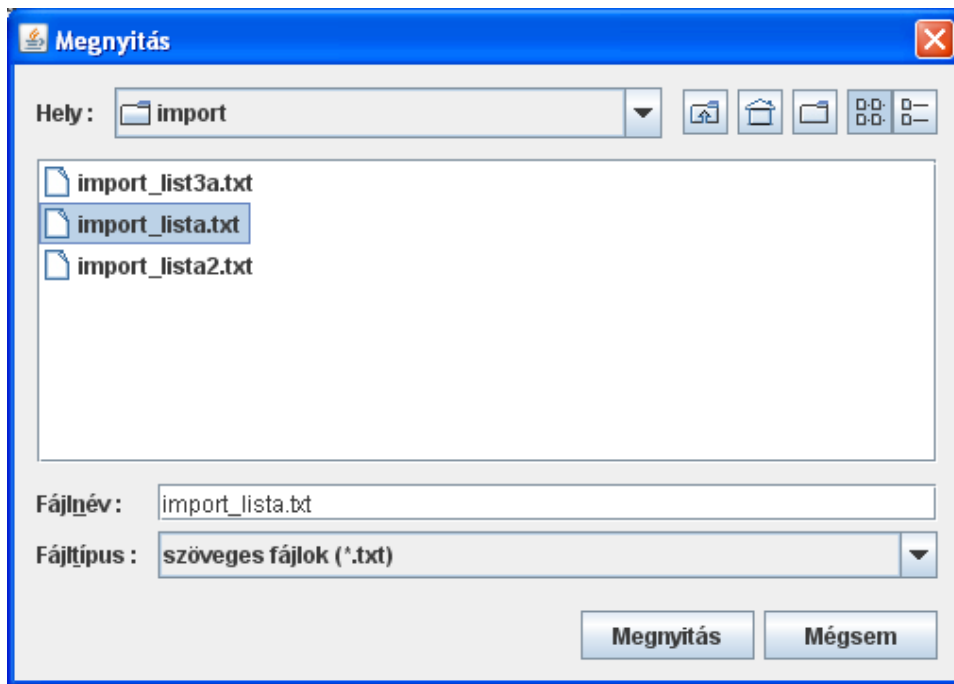 Megnyitás
Hely: import
import_list3a.txt
import_lista.txt
import_lista2.txt
Fájlnév: import_lista.txt
Fájltípus: szöveges fájlok (*.txt)
Megnyitás Mégsem